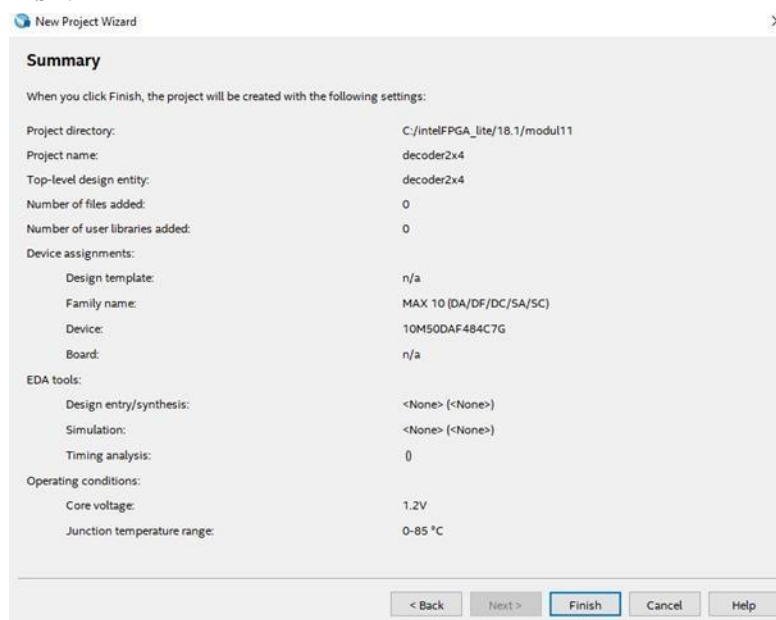 New Project Wizard
Summary
When you click Finish, the project will be created with the following settings:
Project directory: C:/intelFPGA_lite/18.1/modul11
Project name: decoder2x4
Top-level design entity: decoder2x4
Number of files added: 0
Number of user libraries added: 0
Device assignments:
Design template: n/a
Family name: MAX 10 (DA/DF/DC/SA/SC)
Device: 10M50DAF484C7G
Board: n/a
EDA tools:
Design entry/synthesis: <None> (<None>)
Simulation: <None> (<None>)
Timing analysis: ()
Operating conditions:
Core voltage: 1.2V
Junction temperature range: 0-85 °C
< Back Next > Finish Cancel Help